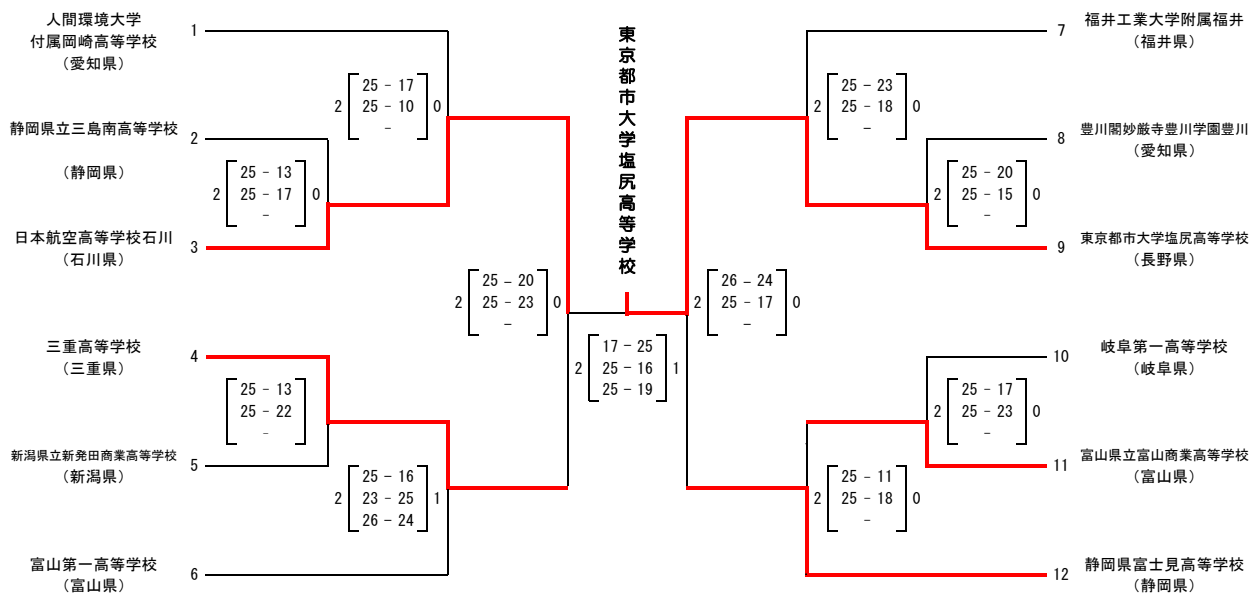 人間環境大学
付属岡崎高等学校
（愛知県）
1
静岡県立三島南高等学校
（静岡県）
2
日本航空高等学校石川
（石川県）
3
三重高等学校
（三重県）
4
新潟県立新発田商業高等学校
（新潟県）
5
富山第一高等学校
（富山県）
6
2
25 - 17
25 - 10
-
0
2
25 - 13
25 - 17
-
0
25 - 13
25 - 22
-
2
25 - 16
23 - 25
26 - 24
1
2
25 - 20
25 - 23
-
0
東京都市大学塩尻高等学校
2
17 - 25
25 - 16
25 - 19
1
2
26 - 24
25 - 17
-
0
2
25 - 23
25 - 18
-
0
2
25 - 20
25 - 15
-
0
2
25 - 17
25 - 23
-
0
2
25 - 11
25 - 18
-
0
7
福井工業大学附属福井
（福井県）
8
豊川閣妙厳寺豊川学園豊川
（愛知県）
9
東京都市大学塩尻高等学校
（長野県）
10
岐阜第一高等学校
（岐阜県）
11
富山県立富山商業高等学校
（富山県）
12
静岡県富士見高等学校
（静岡県）